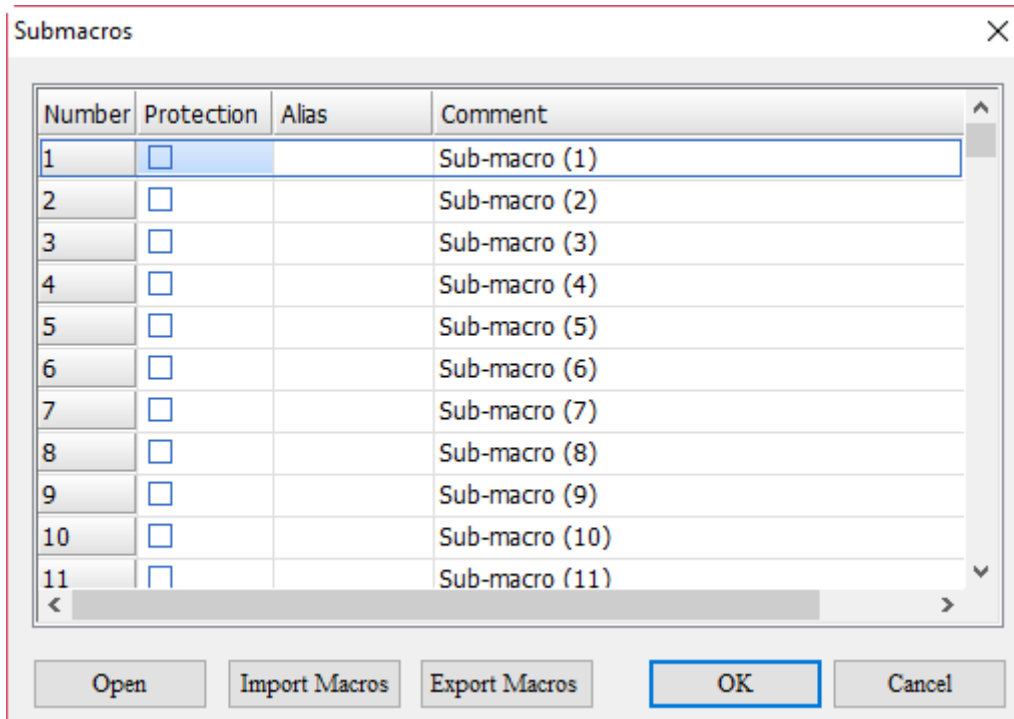 Submacros
Number Protection Alias Comment
1 Sub-macro (1)
2 Sub-macro (2)
3 Sub-macro (3)
4 Sub-macro (4)
5 Sub-macro (5)
6 Sub-macro (6)
7 Sub-macro (7)
8 Sub-macro (8)
9 Sub-macro (9)
10 Sub-macro (10)
11 Sub-macro (11)
Open Import Macros Export Macros OK Cancel